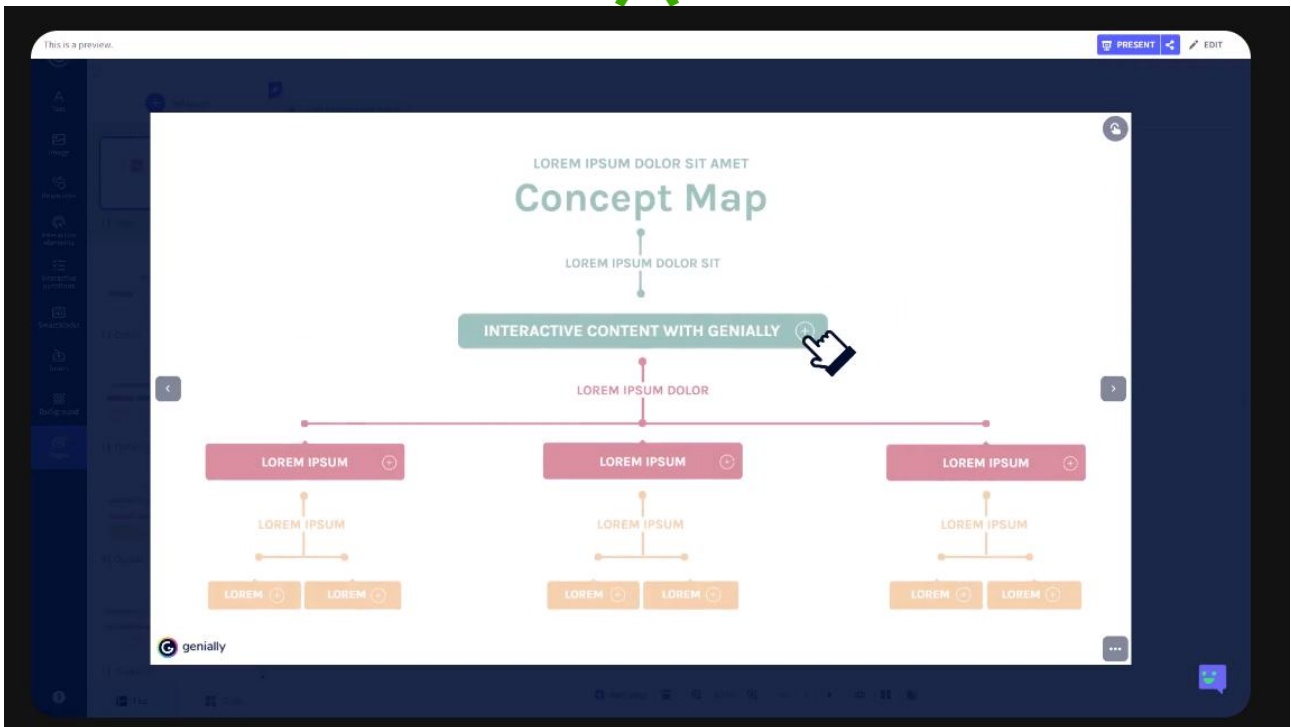 This is a preview.
PRESENT
EDIT
LOREM IPSUM DOLOR SIT AMET
Concept Map
LOREM IPSUM DOLOR SIT
INTERACTIVE CONTENT WITH GENIALLY
LOREM IPSUM DOLOR
LOREM IPSUM LOREM IPSUM LOREM IPSUM
LOREM IPSUM LOREM IPSUM LOREM IPSUM
LOREM LOREM LOREM LOREM LOREM LOREM
genially